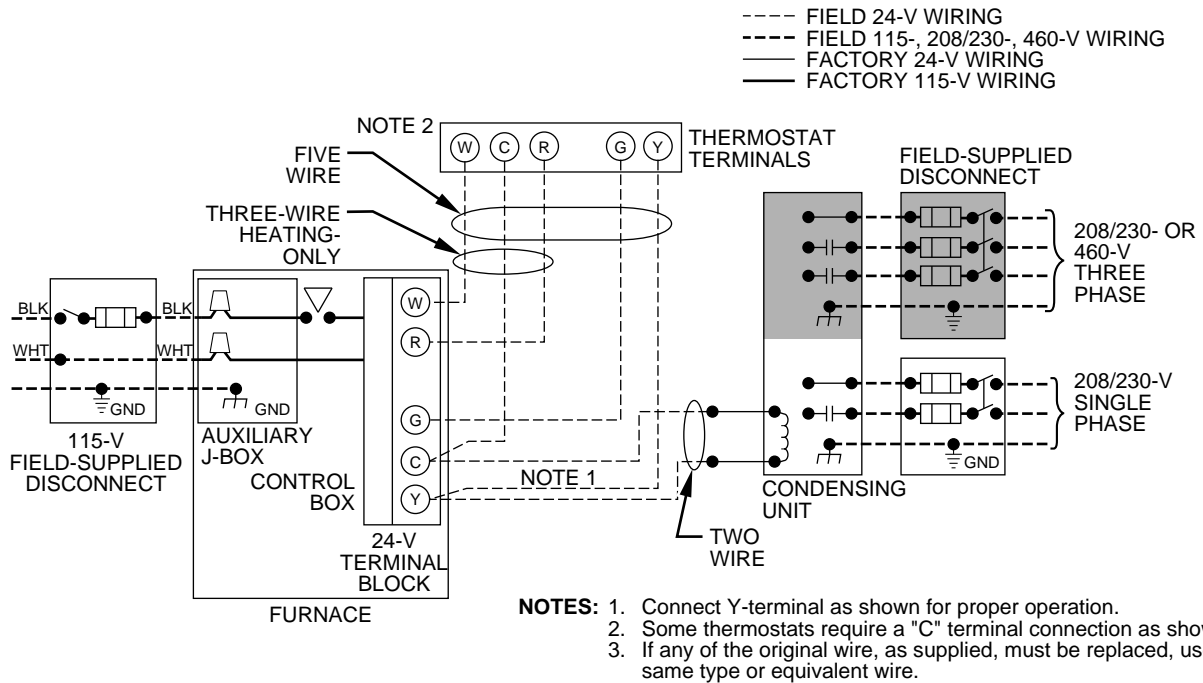 FIELD 24-V WIRING
FIELD 115-, 208/230-, 460-V WIRING
FACTORY 24-V WIRING
FACTORY 115-V WIRING
NOTE 2
W C R G Y
THERMOSTAT
TERMINALS
FIVE
WIRE
THREE-WIRE
HEATING-
ONLY
FIELD-SUPPLIED
DISCONNECT
208/230- OR
460-V
THREE
PHASE
BLK
BLK
WHT
WHT
GND
GND
W
R
G
C
Y
NOTE 1
208/230-V
SINGLE
PHASE
GND
115-V
FIELD-SUPPLIED
DISCONNECT
AUXILIARY
J-BOX
CONTROL
BOX
24-V
TERMINAL
BLOCK
FURNACE
CONDENSING
UNIT
TWO
WIRE
NOTES: 1. Connect Y-terminal as shown for proper operation.
2. Some thermostats require a "C" terminal connection as
3. If any of the original wire, as supplied, must be replaced,
same type or equivalent wire.